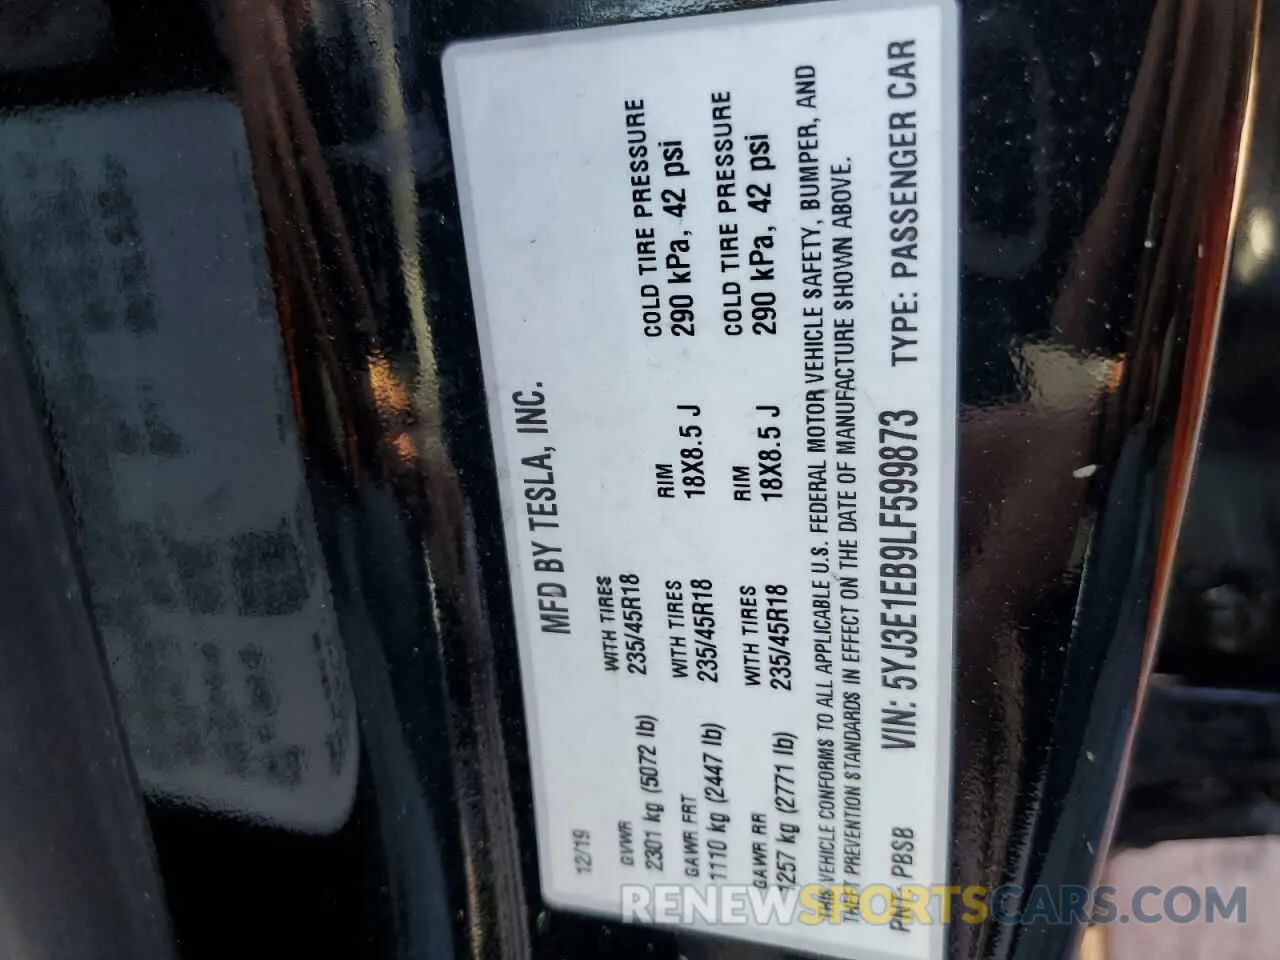 MFD BY TESLA, INC.
12/19
GVWR WITH TIRES COLD TIRE PRESSURE
2301 kg (5072 lb) 235/45R18 290 kPa, 42 psi
GAWR FRT WITH TIRES RIM
1110 kg (2447 lb) 235/45R18 18X8.5 J
COLD TIRE PRESSURE
GAWR RR WITH TIRES RIM 290 kPa, 42 psi
1257 kg (2771 lb) 235/45R18 18X8.5 J
THIS VEHICLE CONFORMS TO ALL APPLICABLE U.S. FEDERAL MOTOR VEHICLE SAFETY, BUMPER, AND
THEFT PREVENTION STANDARDS IN EFFECT ON THE DATE OF MANUFACTURE SHOWN ABOVE.
PNT: PBSB VIN: 5YJ3E1EB9LF599873 TYPE: PASSENGER CAR
RENEWSPORTSCARS.COM